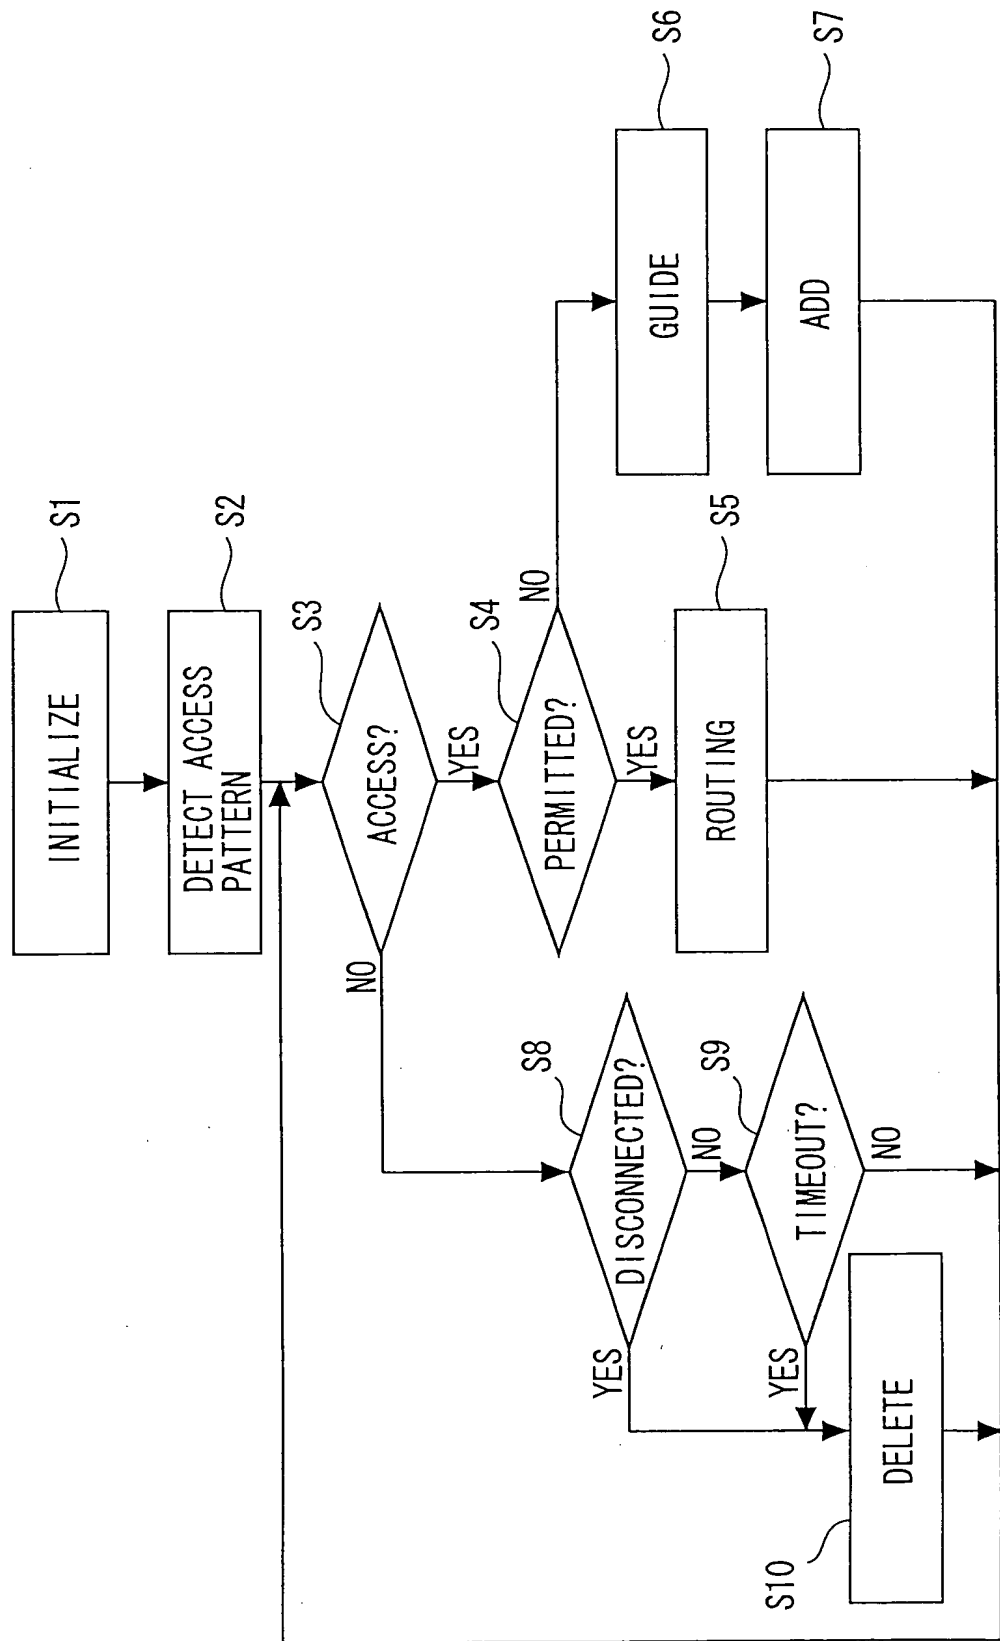 INITIALIZE
S1
DETECT ACCESS
PATTERN
S2
ACCESS?
S3
YES
NO
PERMITTED?
S4
YES
NO
ROUTING
S5
GUIDE
S6
ADD
S7
DISCONNECTED?
S8
YES
NO
TIMEOUT?
S9
YES
NO
DELETE
S10